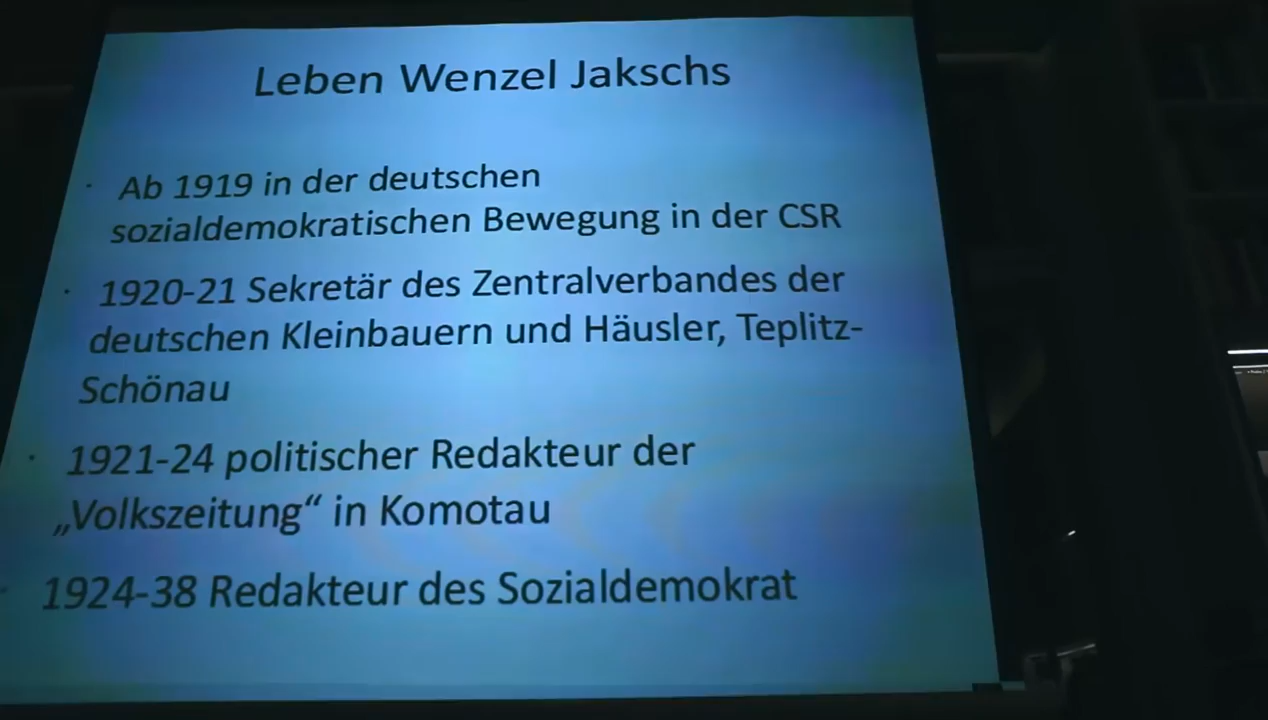 Leben Wenzel Jakschs
· Ab 1919 in der deutschen
sozialdemokratischen Bewegung in der CSR
· 1920-21 Sekretär des Zentralverbandes der
deutschen Kleinbauern und Häusler, Teplitz-
Schönau
· 1921-24 politischer Redakteur der
„Volkszeitung“ in Komotau
· 1924-38 Redakteur des Sozialdemokrat